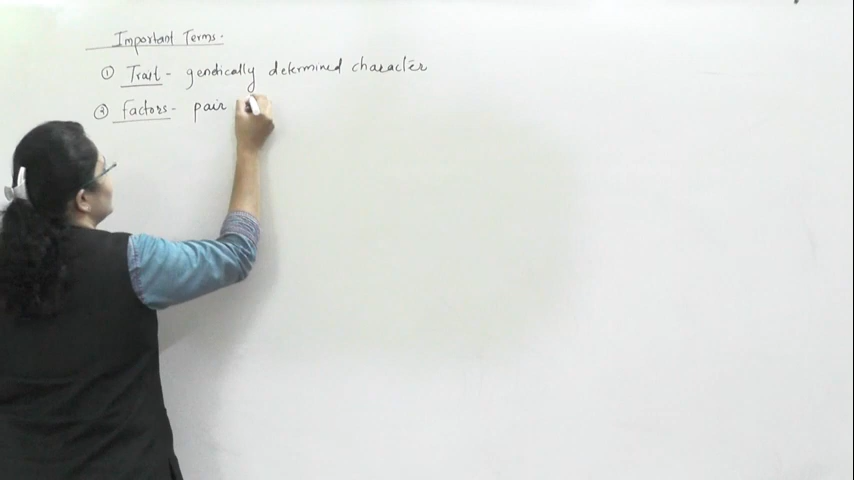 Important Terms.
① Trait - genetically determined character
② Factors - pair